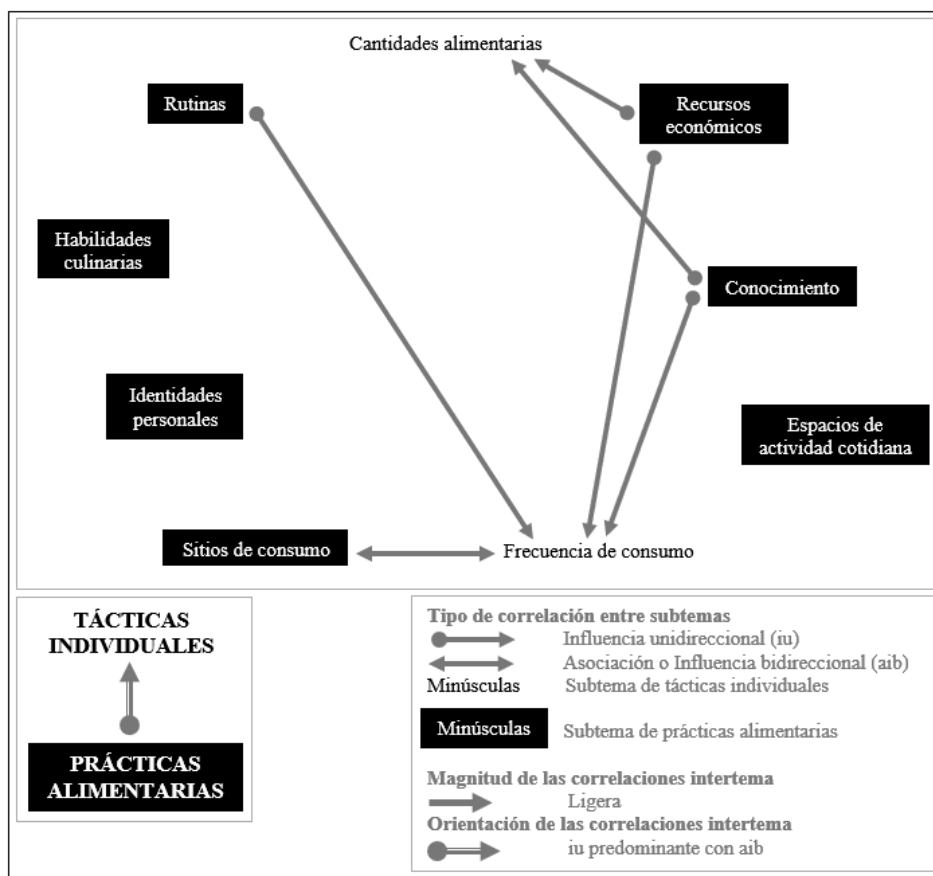 Cantidades alimentarias
Rutinas
Recursos
económicos
Habilidades
culinarias
Conocimiento
Identidades
personales
Espacios de
actividad cotidiana
Sitios de consumo
Frecuencia de consumo
TÁCTICAS
INDIVIDUALES
PRÁCTICAS
ALIMENTARIAS
Tipo de correlación entre subtemas
Influencia unidireccional (iu)
Asociación o Influencia bidireccional (aib)
Minúsculas Subtema de tácticas individuales
Minúsculas Subtema de prácticas alimentarias
Magnitud de las correlaciones intertema
Ligera
Orientación de las correlaciones intertema
iu predominante con aib